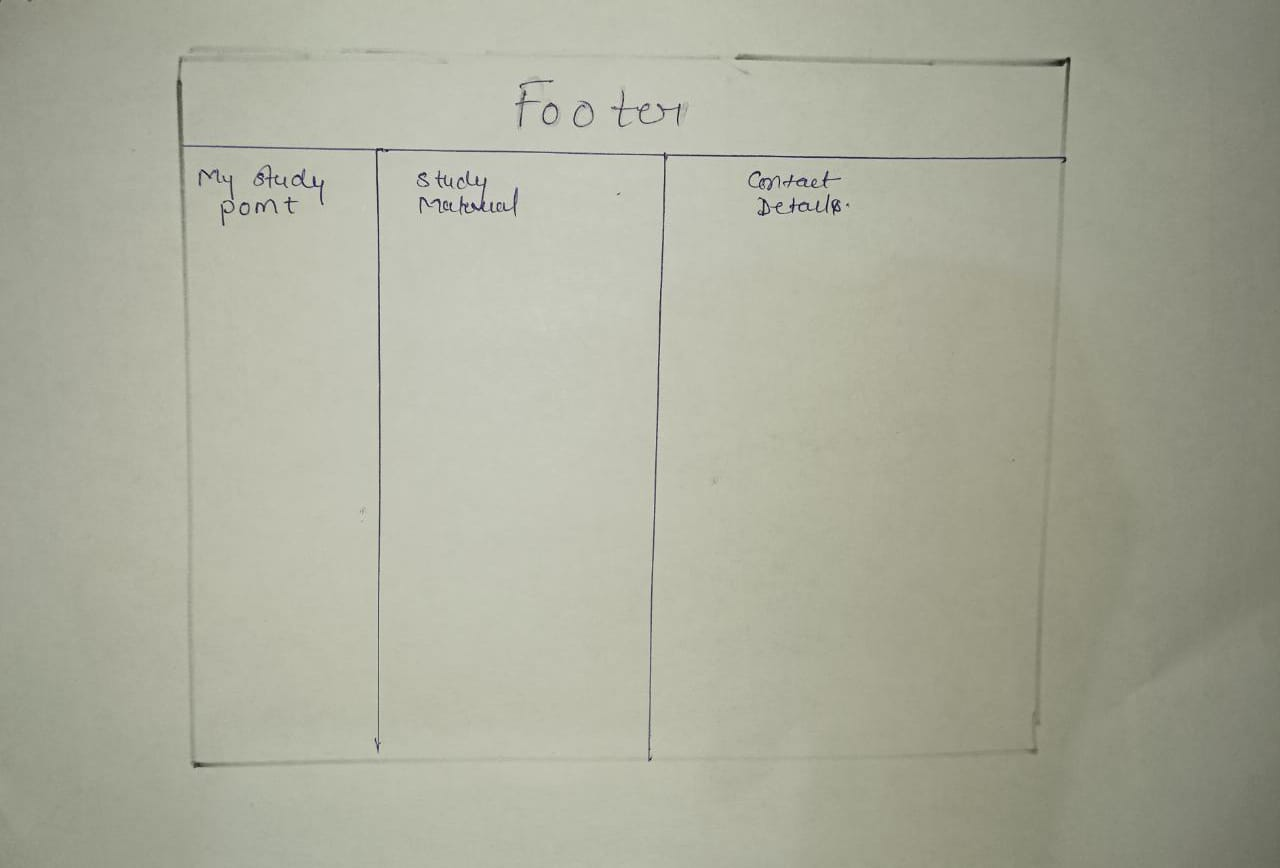 Footer
My study
point
study
Material
Contact
Details.